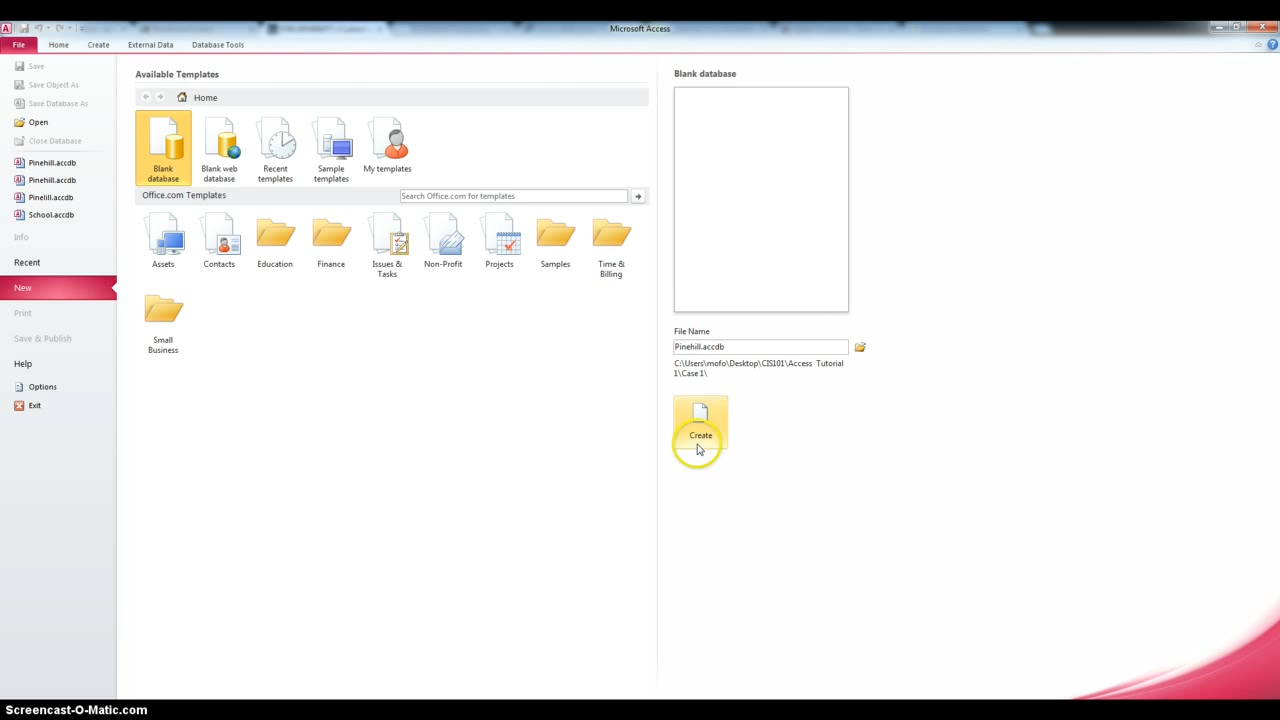 Microsoft Access
File Home Create External Data Database Tools
Save
Save Object As
Save Database As
Open
Close Database
Pinehill.accdb
Pinehill.accdb
Pinelill.accdb
School.accdb
Info
Recent
New
Print
Save & Publish
Help
Options
Exit
Available Templates
Home
Blank
database
Blank web
database
Recent
templates
Sample
templates
My templates
Office.com Templates
Search Office.com for templates
Assets
Contacts
Education
Finance
Issues &
Tasks
Non-Profit
Projects
Samples
Time &
Billing
Small
Business
Blank database
File Name
Pinehill.accdb
C:\Users\mofo\Desktop\CIS101\Access Tutorial
1\Case 1\
Create
Screencast-O-Matic.com